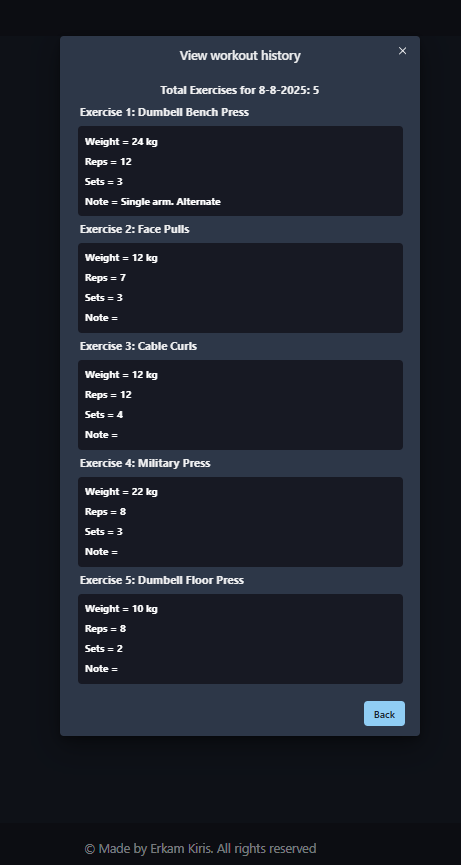 View workout history
×
Total Exercises for 8-8-2025: 5
Exercise 1: Dumbell Bench Press
Weight = 24 kg
Reps = 12
Sets = 3
Note = Single arm. Alternate
Exercise 2: Face Pulls
Weight = 12 kg
Reps = 7
Sets = 3
Note =
Exercise 3: Cable Curls
Weight = 12 kg
Reps = 12
Sets = 4
Note =
Exercise 4: Military Press
Weight = 22 kg
Reps = 8
Sets = 3
Note =
Exercise 5: Dumbell Floor Press
Weight = 10 kg
Reps = 8
Sets = 2
Note =
Back
© Made by Erkam Kiris. All rights reserved